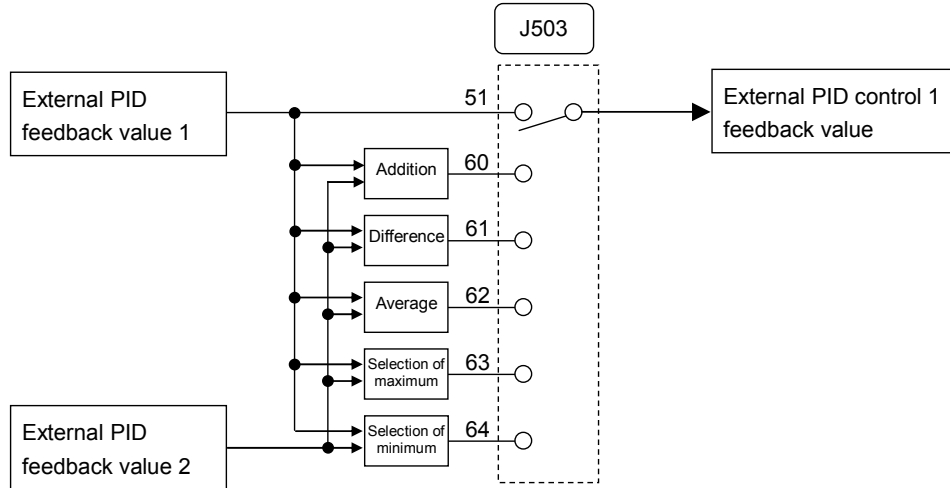 J503
External PID
feedback value 1
51
External PID control 1
feedback value
Addition
60
Difference
61
Average
62
Selection of
maximum
63
External PID
feedback value 2
Selection of
minimum
64